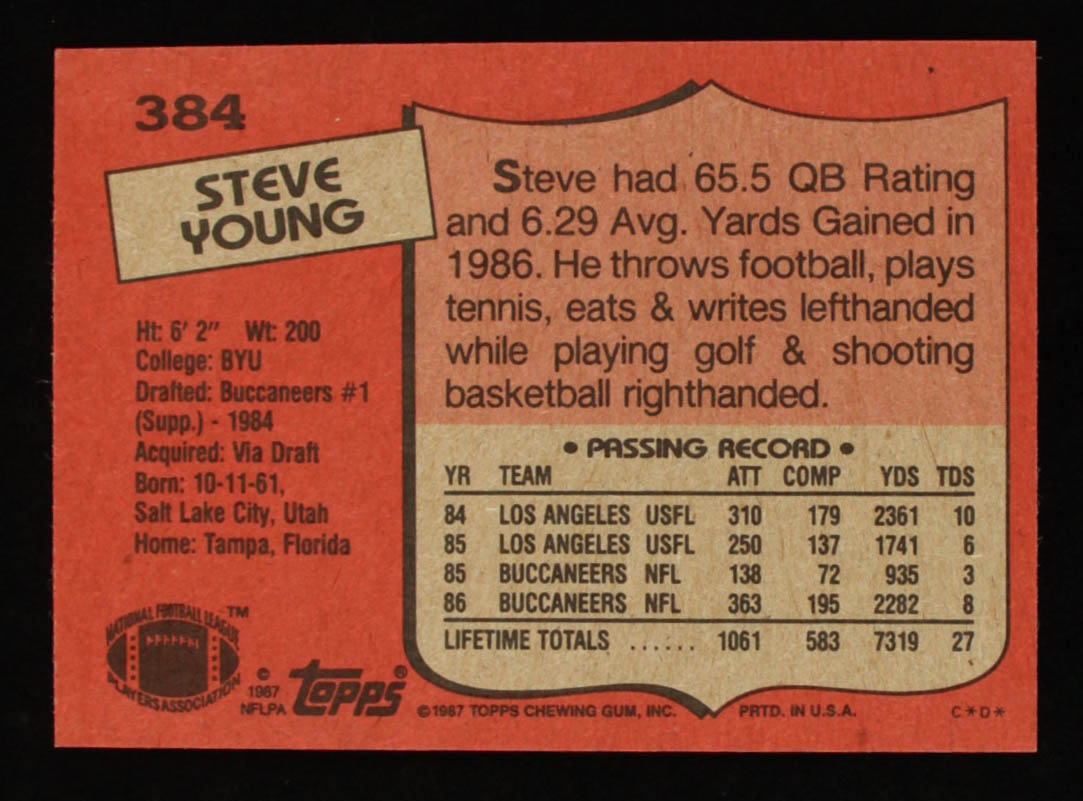 384
STEVE
YOUNG
Ht: 6' 2" Wt: 200
College: BYU
Drafted: Buccaneers #1
(Supp.) - 1984
Acquired: Via Draft
Born: 10-11-61,
Salt Lake City, Utah
Home: Tampa, Florida
Steve had 65.5 QB Rating
and 6.29 Avg. Yards Gained in
1986. He throws football, plays
tennis, eats & writes lefthanded
while playing golf & shooting
basketball righthanded.
• PASSING RECORD •
YR TEAM ATT COMP YDS TDS
84 LOS ANGELES USFL 310 179 2361 10
85 LOS ANGELES USFL 250 137 1741 6
85 BUCCANEERS NFL 138 72 935 3
86 BUCCANEERS NFL 363 195 2282 8
LIFETIME TOTALS ...... 1061 583 7319 27
NATIONAL FOOTBALL LEAGUE ™
PLAYERS ASSOCIATION
©
1987
NFLPA
Topps®
©1987 TOPPS CHEWING GUM, INC. PRTD. IN U.S.A. C*D*